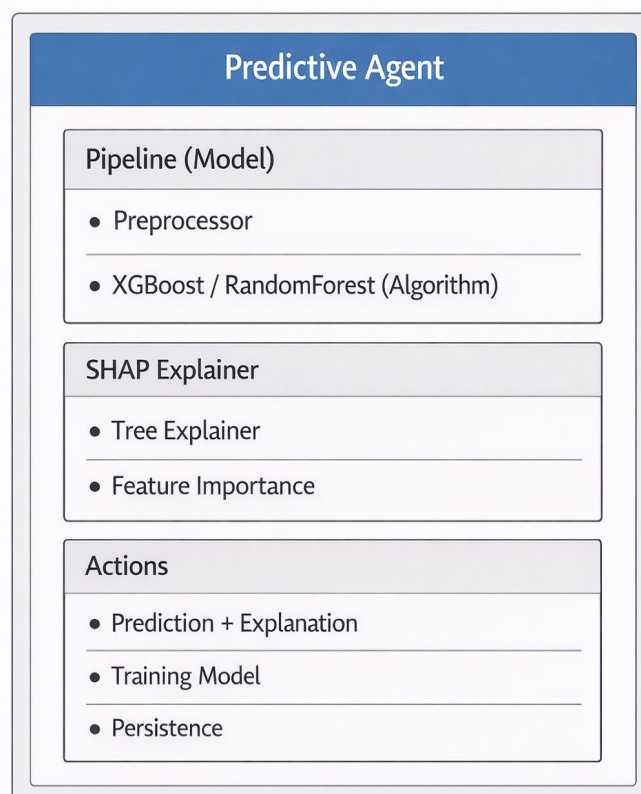 Predictive Agent
Pipeline (Model)
• Preprocessor
• XGBoost / RandomForest (Algorithm)
SHAP Explainer
• Tree Explainer
• Feature Importance
Actions
• Prediction + Explanation
• Training Model
• Persistence